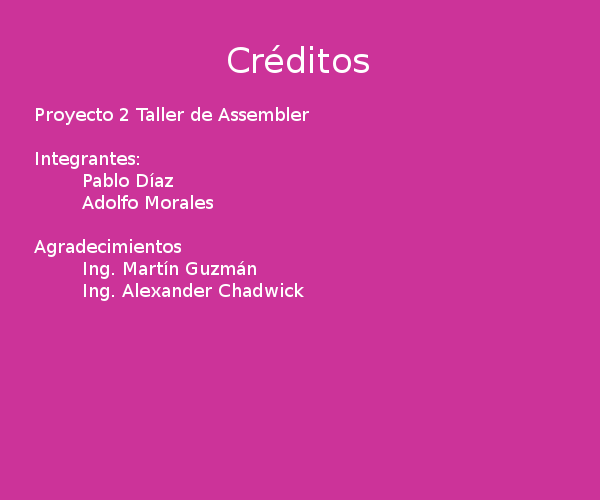 Créditos
Proyecto 2 Taller de Assembler
Integrantes:
Pablo Díaz
Adolfo Morales
Agradecimientos
Ing. Martín Guzmán
Ing. Alexander Chadwick